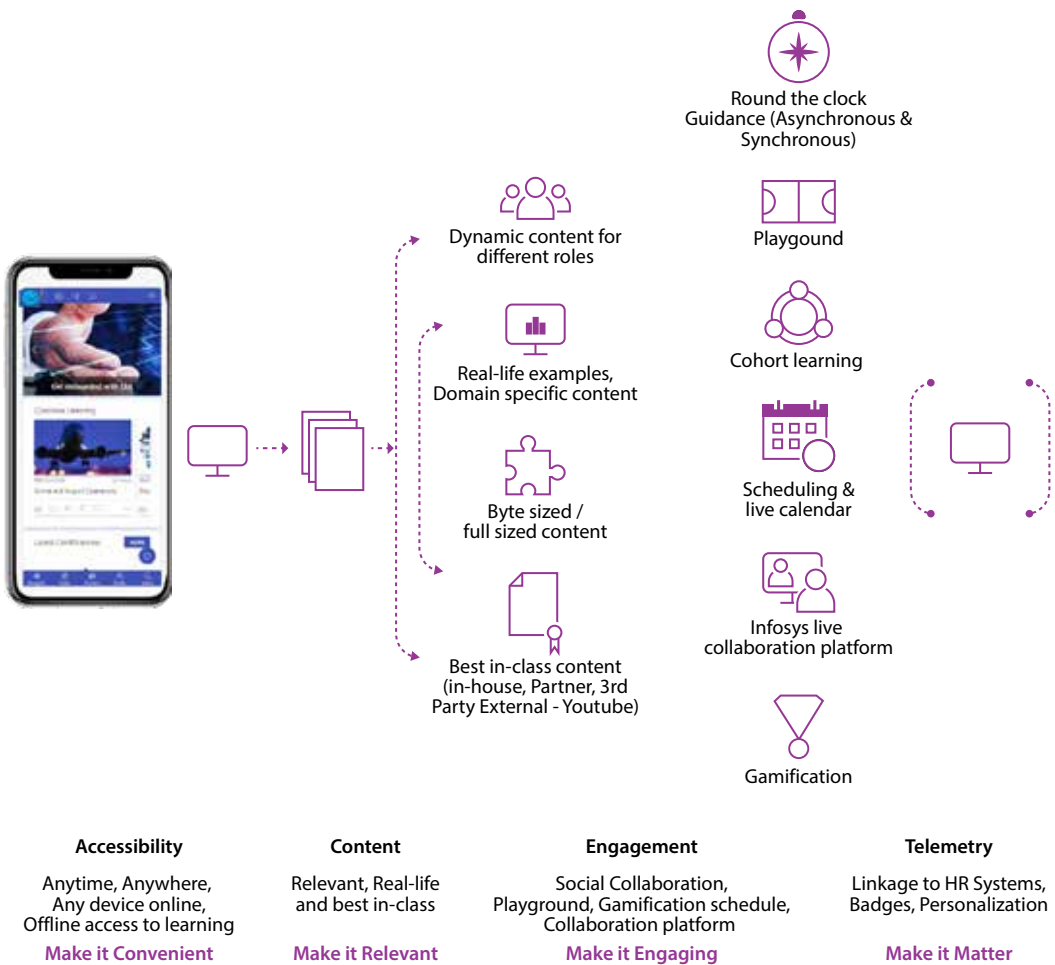 Round the clock
Guidance (Asynchronous &
Synchronous)
Dynamic content for
different roles
Playgound
Real-life examples,
Domain specific content
Cohort learning
Byte sized /
full sized content
Scheduling &
live calendar
Best in-class content
(in-house, Partner, 3rd
Party External - Youtube)
Infosys live
collaboration platform
Gamification
Accessibility
Anytime, Anywhere,
Any device online,
Offline access to learning
Make it Convenient
Content
Relevant, Real-life
and best in-class
Make it Relevant
Engagement
Social Collaboration,
Playground, Gamification schedule,
Collaboration platform
Make it Engaging
Telemetry
Linkage to HR Systems,
Badges, Personalization
Make it Matter